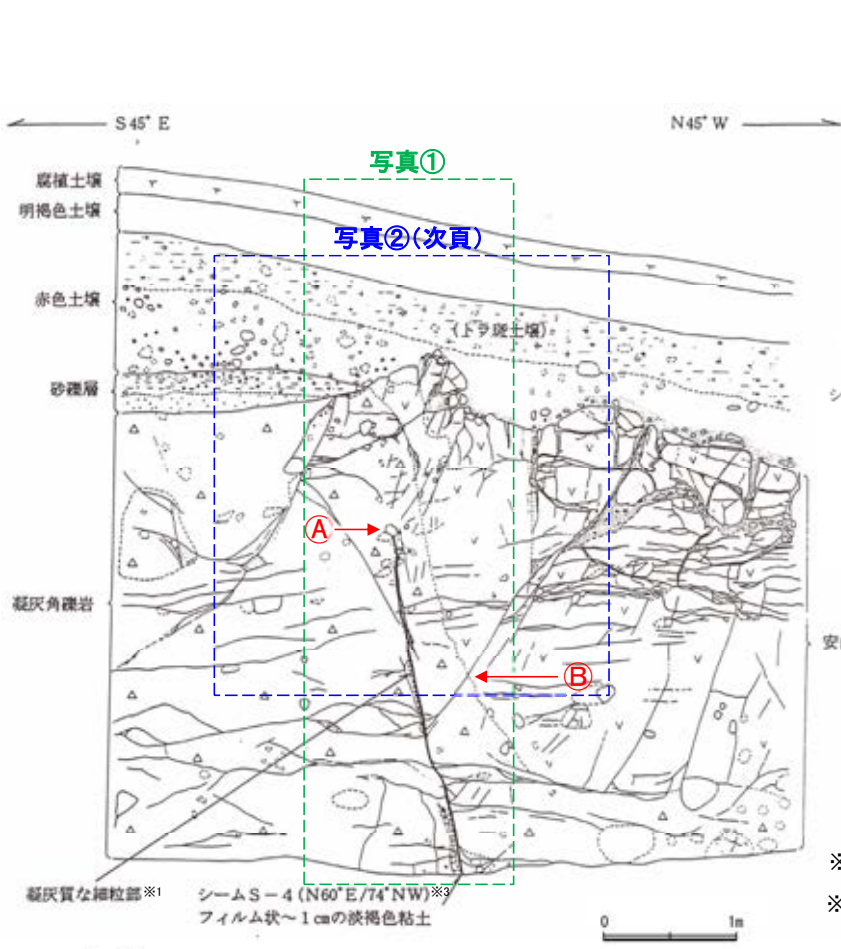 S45°E
N45°W
写真①
腐植土壌
明褐色土壌
写真②(次頁)
赤色土壌
(トラ斑土壌)
砂礫層
シ
Ⓐ
凝灰角礫岩
安
Ⓑ
※
凝灰質な細粒部※1
シームS-4(N60°E/74°NW)※3
フィルム状~1㎝の淡褐色粘土
※
0
1m